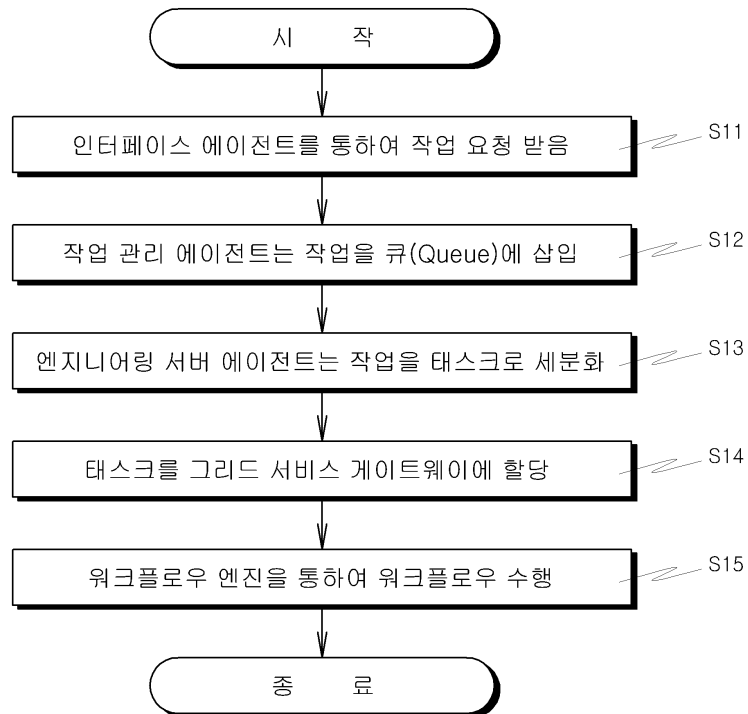 시 작
인터페이스 에이전트를 통하여 작업 요청 받음
S11
작업 관리 에이전트는 작업을 큐(Queue)에 삽입
S12
엔지니어링 서버 에이전트는 작업을 태스크로 세분화
S13
태스크를 그리드 서비스 게이트웨이에 할당
S14
워크플로우 엔진을 통하여 워크플로우 수행
S15
종 료